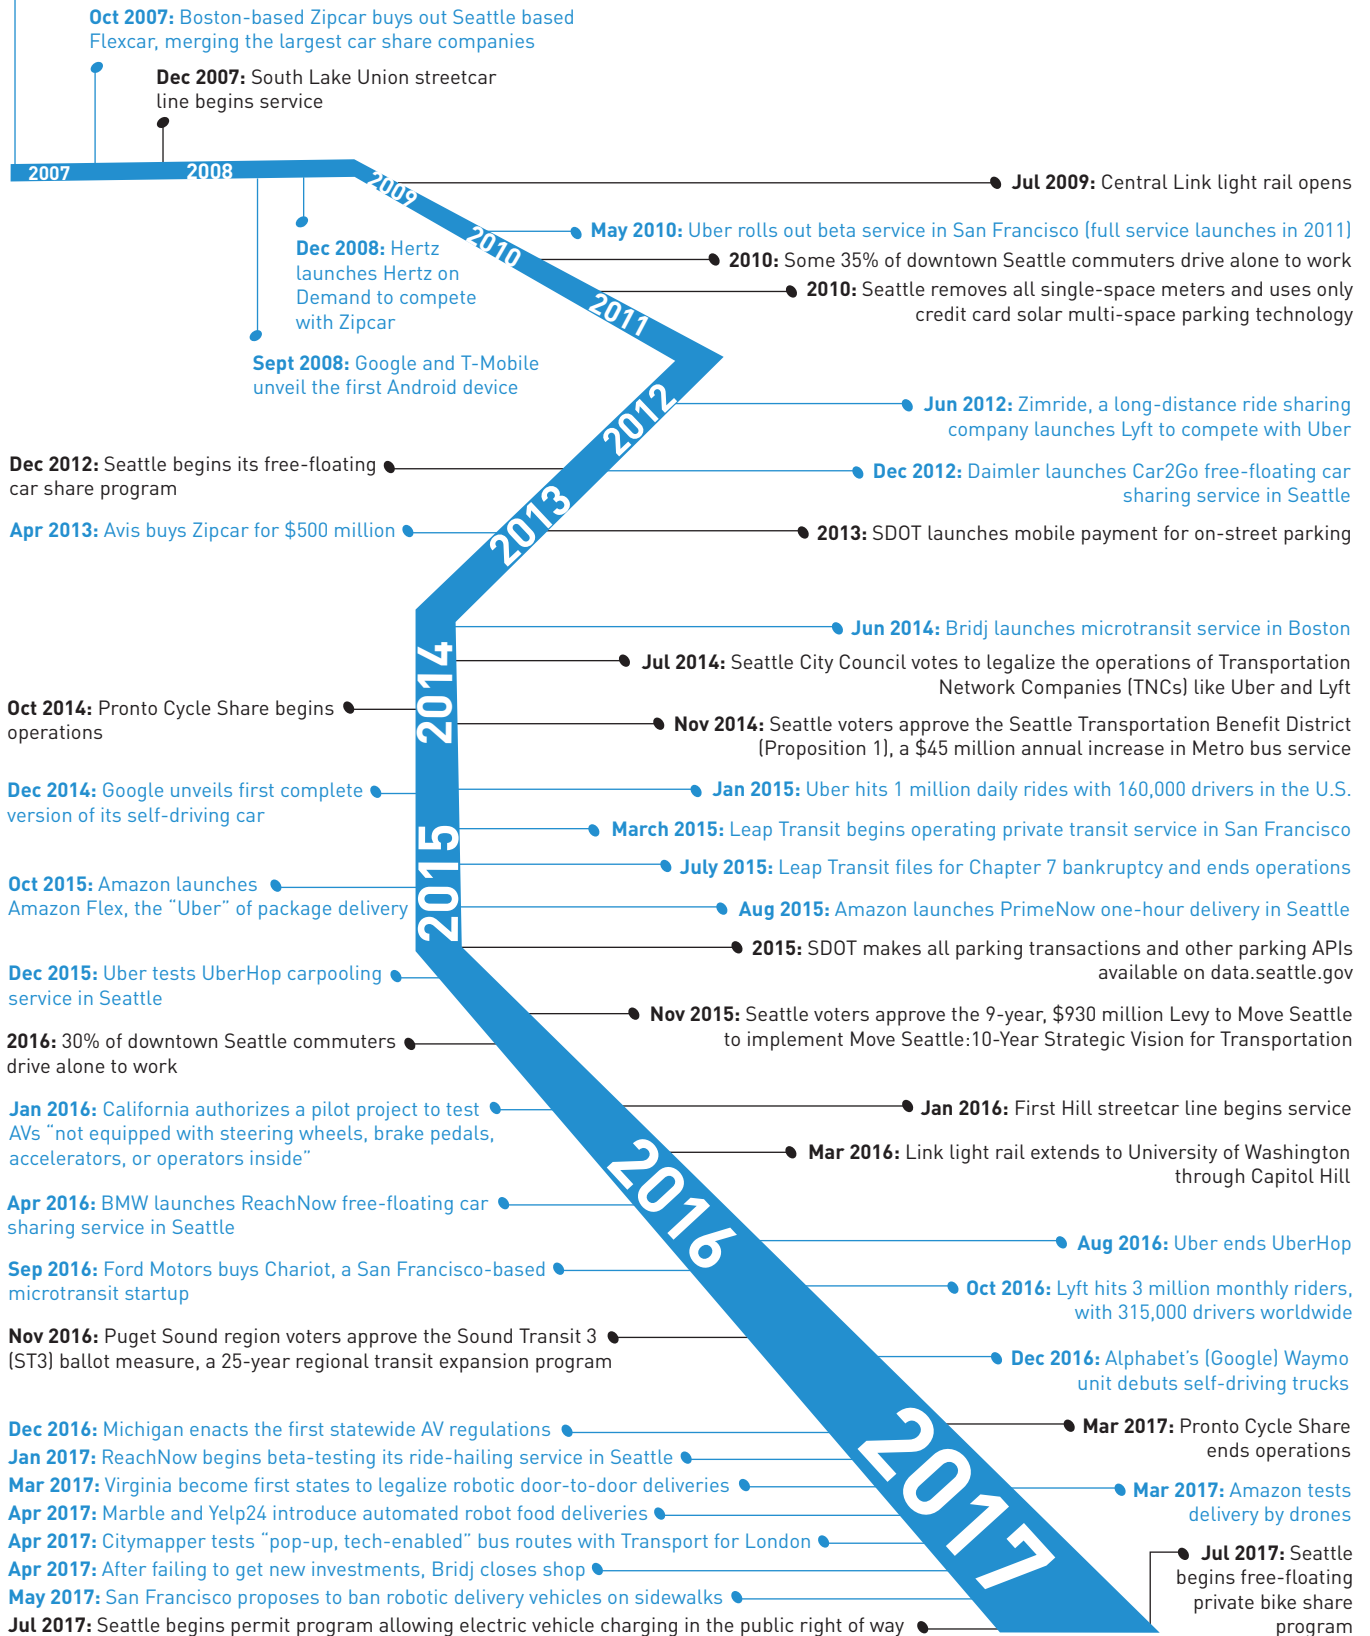 Oct 2007: Boston-based Zipcar buys out Seattle based
Flexcar, merging the largest car share companies
Dec 2007: South Lake Union streetcar
line begins service
2007
2008
2009
Jul 2009: Central Link light rail opens
2010
May 2010: Uber rolls out beta service in San Francisco (full service launches in 2011)
Dec 2008: Hertz
launches Hertz on
Demand to compete
with Zipcar
2010: Some 35% of downtown Seattle commuters drive alone to work
2010: Seattle removes all single-space meters and uses only
credit card solar multi-space parking technology
2011
Sept 2008: Google and T-Mobile
unveil the first Android device
2012
Jun 2012: Zimride, a long-distance ride sharing
company launches Lyft to compete with Uber
Dec 2012: Seattle begins its free-floating
car share program
Dec 2012: Daimler launches Car2Go free-floating car
sharing service in Seattle
2013
Apr 2013: Avis buys Zipcar for $500 million
2013: SDOT launches mobile payment for on-street parking
Jun 2014: Bridj launches microtransit service in Boston
2014
Jul 2014: Seattle City Council votes to legalize the operations of Transportation
Network Companies (TNCs) like Uber and Lyft
Oct 2014: Pronto Cycle Share begins
operations
Nov 2014: Seattle voters approve the Seattle Transportation Benefit District
(Proposition 1), a $45 million annual increase in Metro bus service
Dec 2014: Google unveils first complete
version of its self-driving car
Jan 2015: Uber hits 1 million daily rides with 160,000 drivers in the U.S.
2015
March 2015: Leap Transit begins operating private transit service in San Francisco
July 2015: Leap Transit files for Chapter 7 bankruptcy and ends operations
Oct 2015: Amazon launches
Amazon Flex, the "Uber" of package delivery
Aug 2015: Amazon launches PrimeNow one-hour delivery in Seattle
2015: SDOT makes all parking transactions and other parking APIs
available on data.seattle.gov
Dec 2015: Uber tests UberHop carpooling
service in Seattle
Nov 2015: Seattle voters approve the 9-year, $930 million Levy to Move Seattle
to implement Move Seattle:10-Year Strategic Vision for Transportation
2016: 30% of downtown Seattle commuters
drive alone to work
Jan 2016: California authorizes a pilot project to test
AVs "not equipped with steering wheels, brake pedals,
accelerators, or operators inside"
Jan 2016: First Hill streetcar line begins service
Mar 2016: Link light rail extends to University of Washington
through Capitol Hill
2016
Apr 2016: BMW launches ReachNow free-floating car
sharing service in Seattle
Aug 2016: Uber ends UberHop
Sep 2016: Ford Motors buys Chariot, a San Francisco-based
microtransit startup
Oct 2016: Lyft hits 3 million monthly riders,
with 315,000 drivers worldwide
Nov 2016: Puget Sound region voters approve the Sound Transit 3
(ST3) ballot measure, a 25-year regional transit expansion program
Dec 2016: Alphabet's (Google) Waymo
unit debuts self-driving trucks
Dec 2016: Michigan enacts the first statewide AV regulations
Mar 2017: Pronto Cycle Share
ends operations
2017
Jan 2017: ReachNow begins beta-testing its ride-hailing service in Seattle
Mar 2017: Virginia become first states to legalize robotic door-to-door deliveries
Mar 2017: Amazon tests
delivery by drones
Apr 2017: Marble and Yelp24 introduce automated robot food deliveries
Apr 2017: Citymapper tests "pop-up, tech-enabled" bus routes with Transport for London
Apr 2017: After failing to get new investments, Bridj closes shop
May 2017: San Francisco proposes to ban robotic delivery vehicles on sidewalks
Jul 2017: Seattle begins permit program allowing electric vehicle charging in the public right of way
Jul 2017: Seattle
begins free-floating
private bike share
program